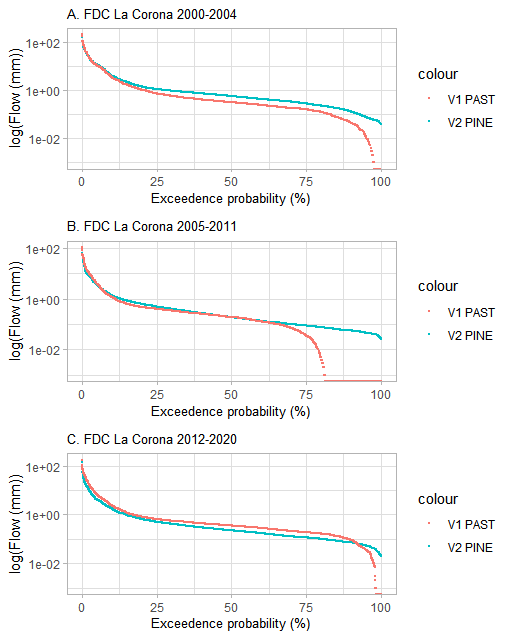 A. FDC La Corona 2000-2004
log(Flow (mm))
1e+02
1e+00
1e-02
0 25 50 75 100
Exceedence probability (%)
colour
V1 PAST
V2 PINE
B. FDC La Corona 2005-2011
log(Flow (mm))
1e+02
1e+00
1e-02
0 25 50 75 100
Exceedence probability (%)
colour
V1 PAST
V2 PINE
C. FDC La Corona 2012-2020
log(Flow (mm))
1e+02
1e+00
1e-02
0 25 50 75 100
Exceedence probability (%)
colour
V1 PAST
V2 PINE